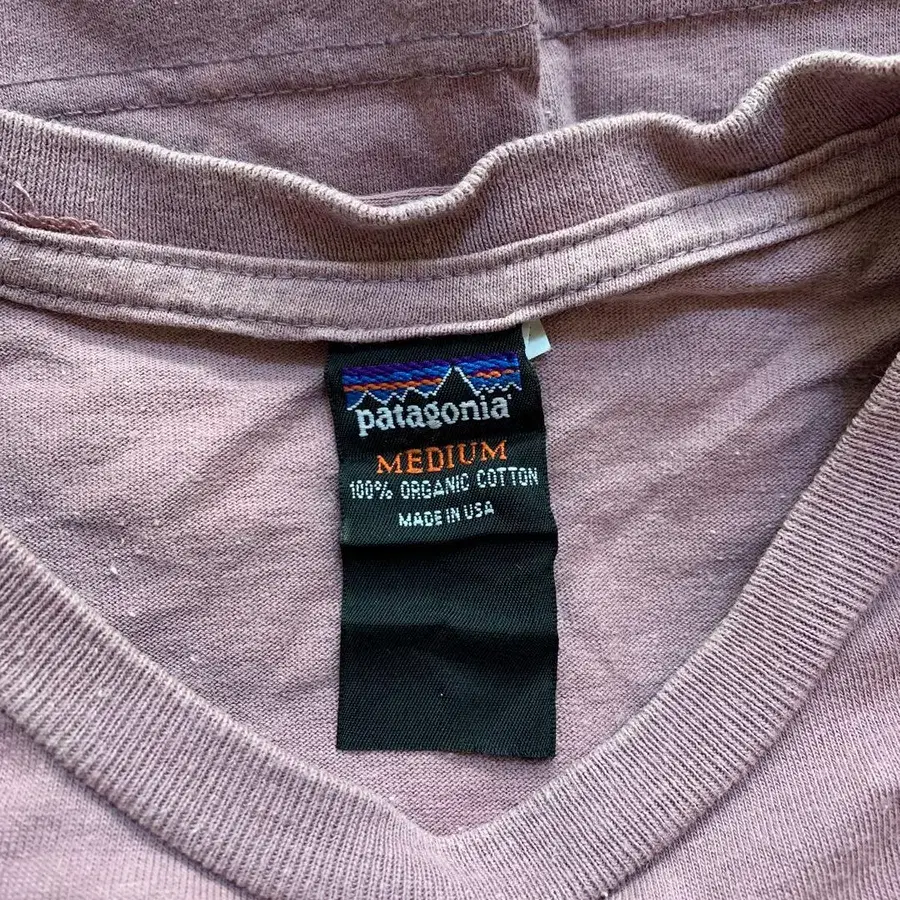 patagonia
MEDIUM
100% ORGANIC COTTON
MADE IN USA